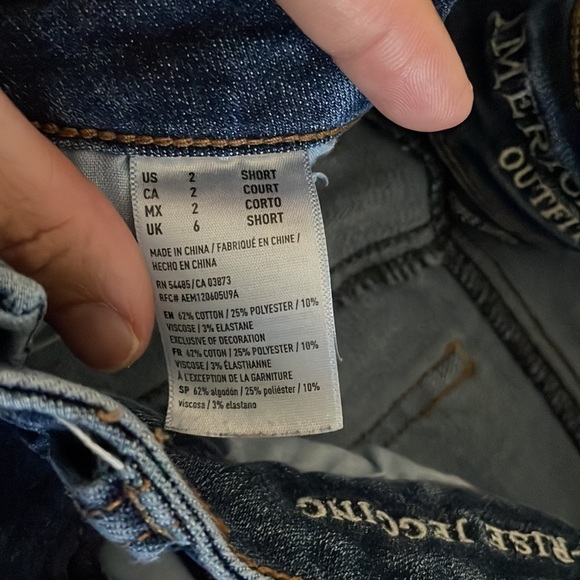 US 2 SHORT
CA 2 COURT
MX 2 CORTO
UK 6 SHORT
MADE IN CHINA / FABRIQUÉ EN CHINE /
HECHO EN CHINA
RN 54485/CA 03873
RFC# AEM120605U9A
EN 62% COTTON / 25% POLYESTER / 10%
VISCOSE / 3% ELASTANE
EXCLUSIVE OF DECORATION
FR 62% COTON / 25% POLYESTER / 10%
VISCOSE / 3% ÉLASTHANNE
À L'EXCEPTION DE LA GARNITURE
SP 62% algodón / 25% poliéster / 10%
viscosa / 3% elastano
OUTFI
RISE JEGGING